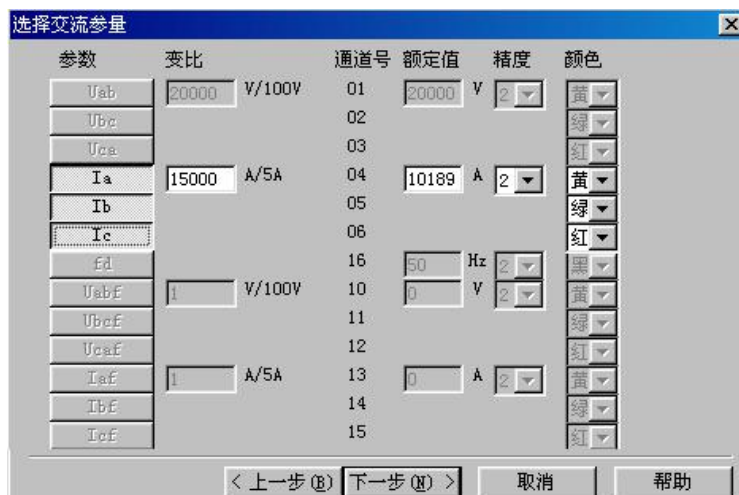 选择交流参量
参数 变比 通道号 额定值 精度 颜色
Uab 20000 V/100V 01 20000 V 2 黄
Ubc 02 绿
Uca 03 红
Ia 15000 A/5A 04 10189 A 2 黄
Ib 05 绿
Ic 06 红
fd 16 50 Hz 2 黑
Uabf 1 V/100V 10 0 V 2 黄
Ubcf 11 绿
Ucaf 12 红
Iaf 1 A/5A 13 0 A 2 黄
Ibf 14 绿
Icf 15 红
< 上一步(B) 下一步(N) > 取消 帮助